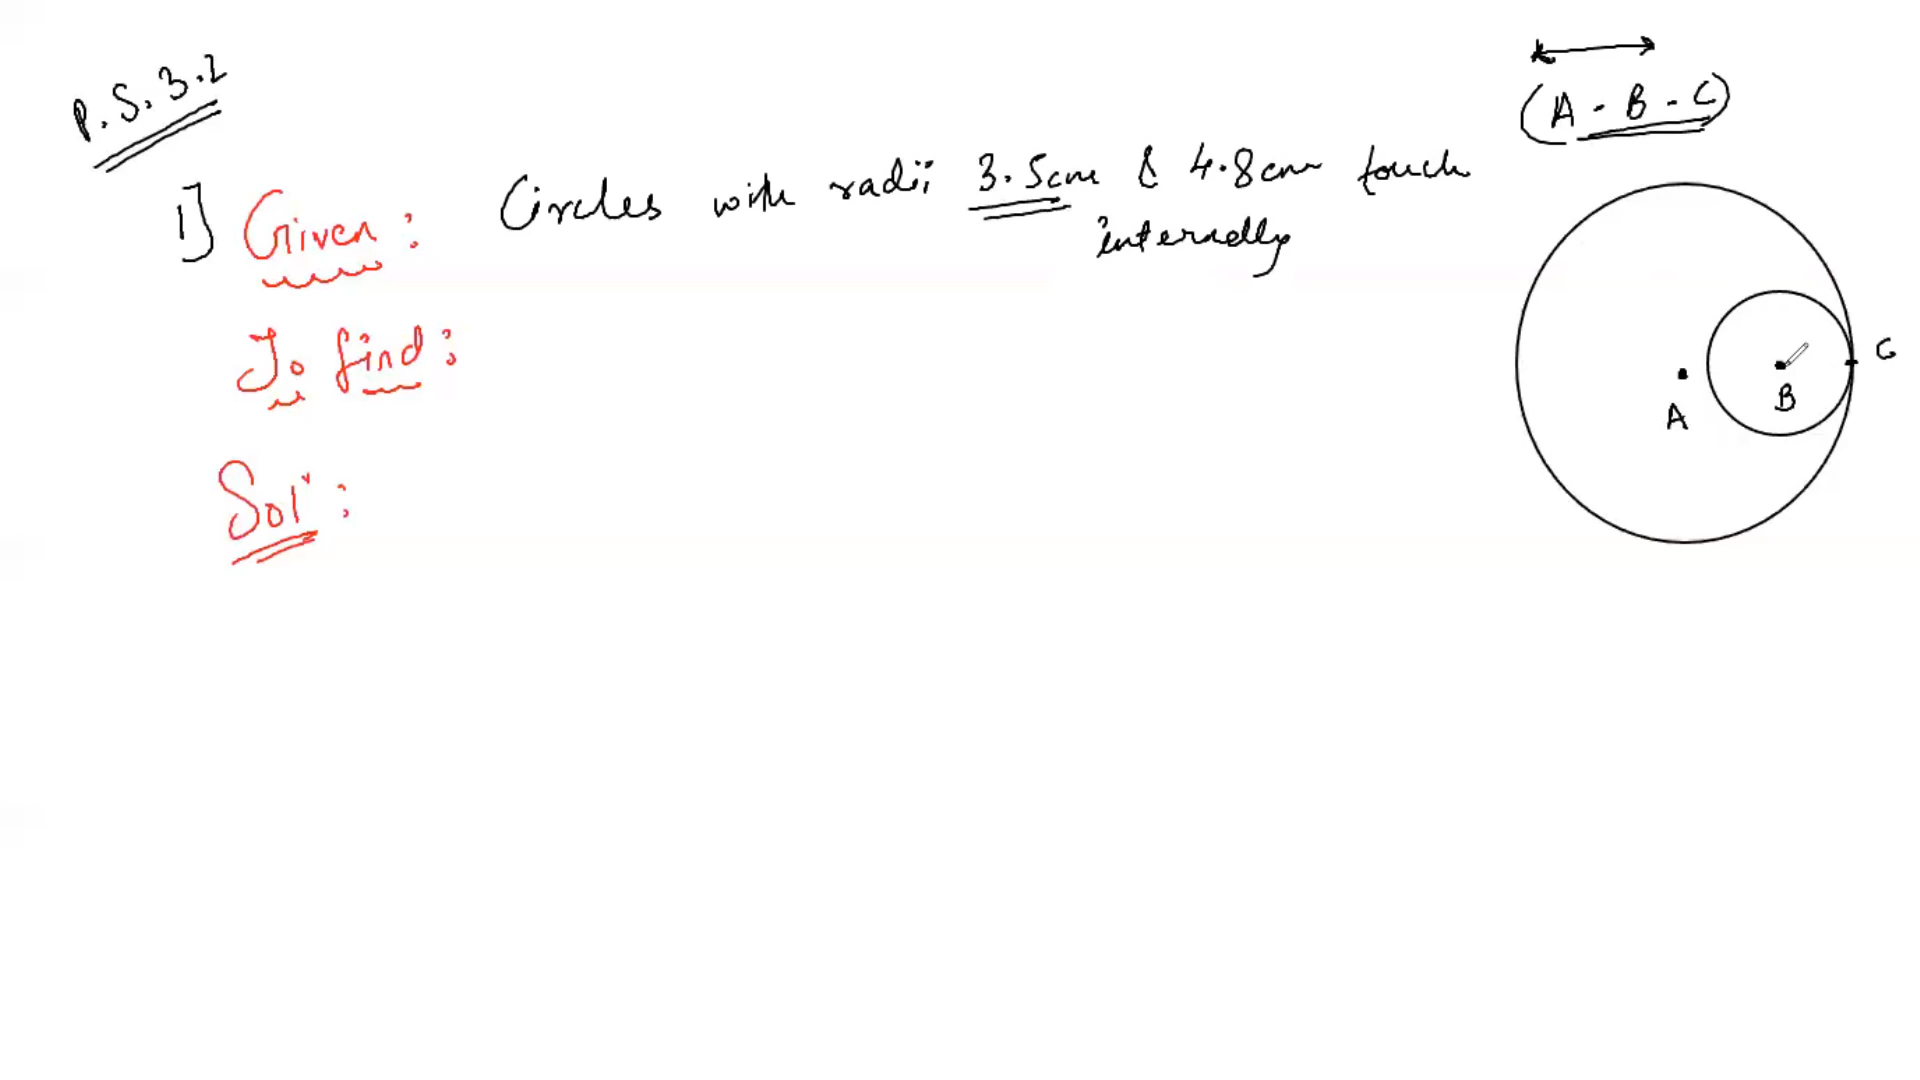 P.S. 3.2
(A - B - C)
1] Given: Circles with radii 3.5cm & 4.8cm touch
internally
To find:
Sol:
A
B
C